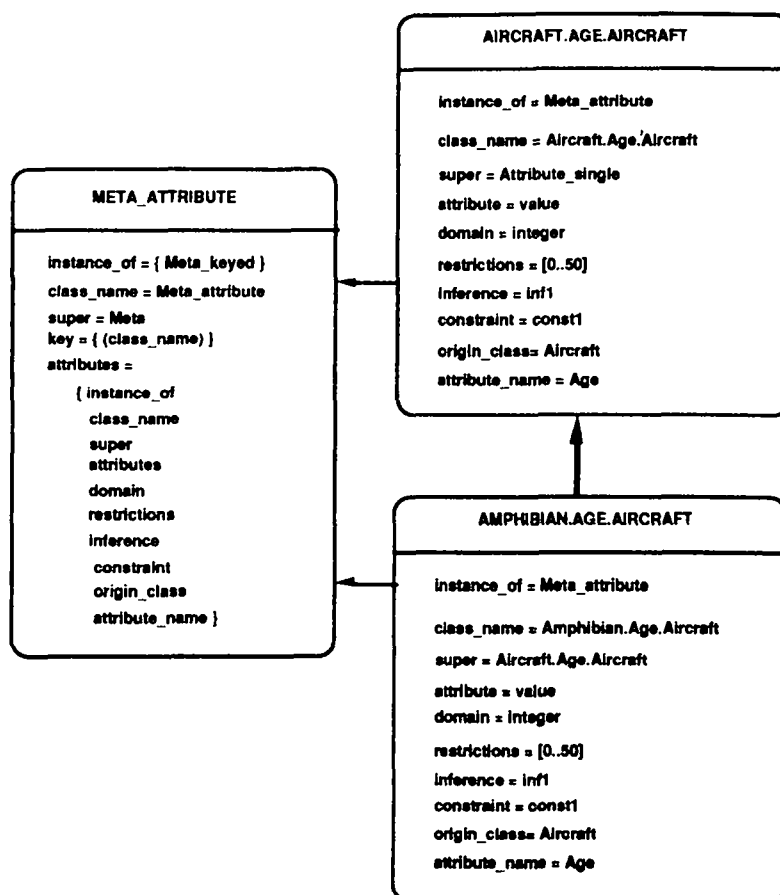 META_ATTRIBUTE
instance_of = { Meta_keyed }
class_name = Meta_attribute
super = Meta
key = { (class_name) }
attributes =
{ instance_of
class_name
super
attributes
domain
restrictions
inference
constraint
origin_class
attribute_name }
AIRCRAFT.AGE.AIRCRAFT
instance_of = Meta_attribute
class_name = Aircraft.Age.Aircraft
super = Attribute_single
attribute = value
domain = integer
restrictions = [0..50]
inference = inf1
constraint = const1
origin_class= Aircraft
attribute_name = Age
AMPHIBIAN.AGE.AIRCRAFT
instance_of = Meta_attribute
class_name = Amphibian.Age.Aircraft
super = Aircraft.Age.Aircraft
attribute = value
domain = integer
restrictions = [0..50]
inference = inf1
constraint = const1
origin_class= Aircraft
attribute_name = Age